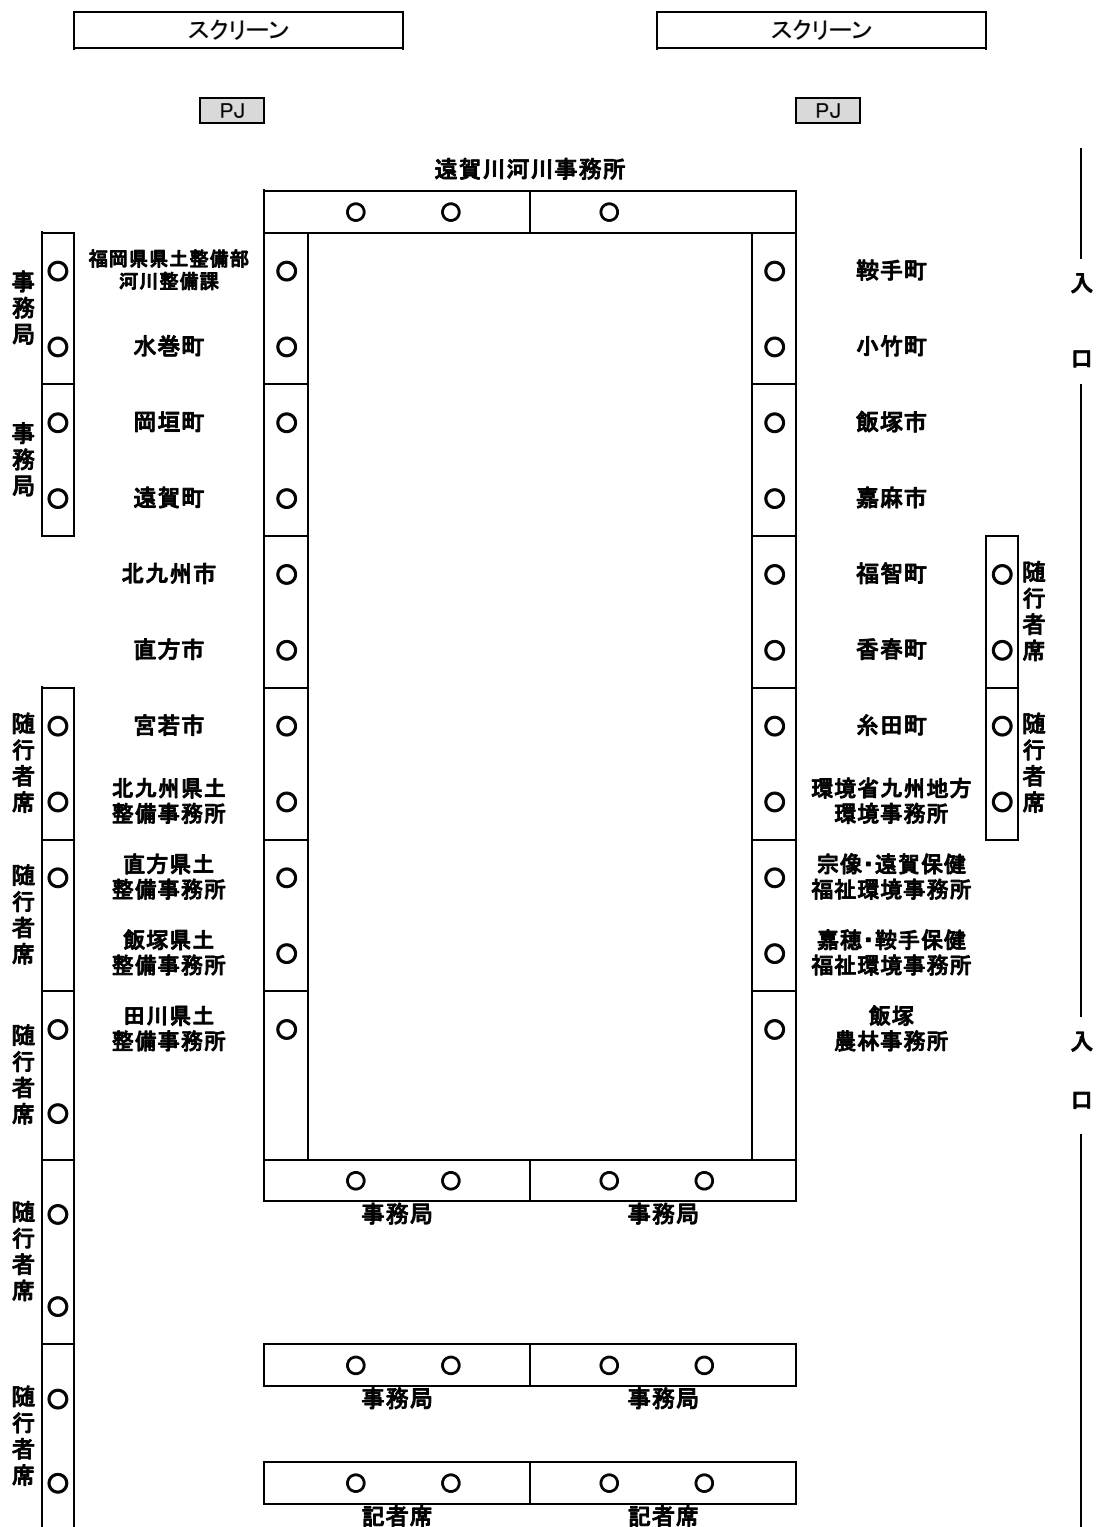 スクリーン
スクリーン
PJ
PJ
遠賀川河川事務所
事務局
福岡県県土整備部
河川整備課
鞍手町
入口
水巻町
小竹町
事務局
岡垣町
飯塚市
遠賀町
嘉麻市
北九州市
福智町
随行者席
直方市
香春町
随行者席
宮若市
糸田町
随行者席
北九州県土
整備事務所
環境省九州地方
環境事務所
随行者席
直方県土
整備事務所
宗像・遠賀保健
福祉環境事務所
飯塚県土
整備事務所
嘉穂・鞍手保健
福祉環境事務所
随行者席
田川県土
整備事務所
飯塚
農林事務所
入口
随行者席
事務局
事務局
随行者席
事務局
事務局
記者席
記者席